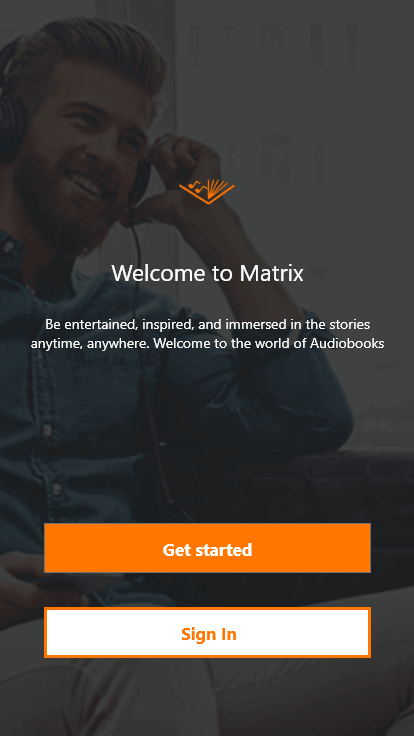 Welcome to Matrix
Be entertained, inspired, and immersed in the stories
anytime, anywhere. Welcome to the world of Audiobooks
Get started
Sign In